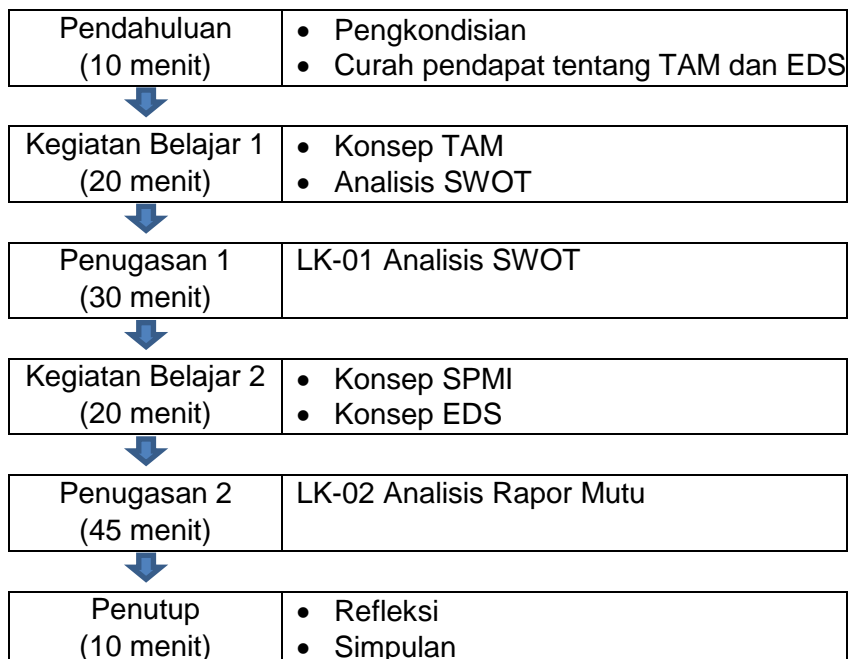 Pendahuluan
(10 menit)
• Pengkondisian
• Curah pendapat tentang TAM dan EDS
Kegiatan Belajar 1
(20 menit)
• Konsep TAM
• Analisis SWOT
Penugasan 1
(30 menit)
LK-01 Analisis SWOT
Kegiatan Belajar 2
(20 menit)
• Konsep SPMI
• Konsep EDS
Penugasan 2
(45 menit)
LK-02 Analisis Rapor Mutu
Penutup
(10 menit)
• Refleksi
• Simpulan